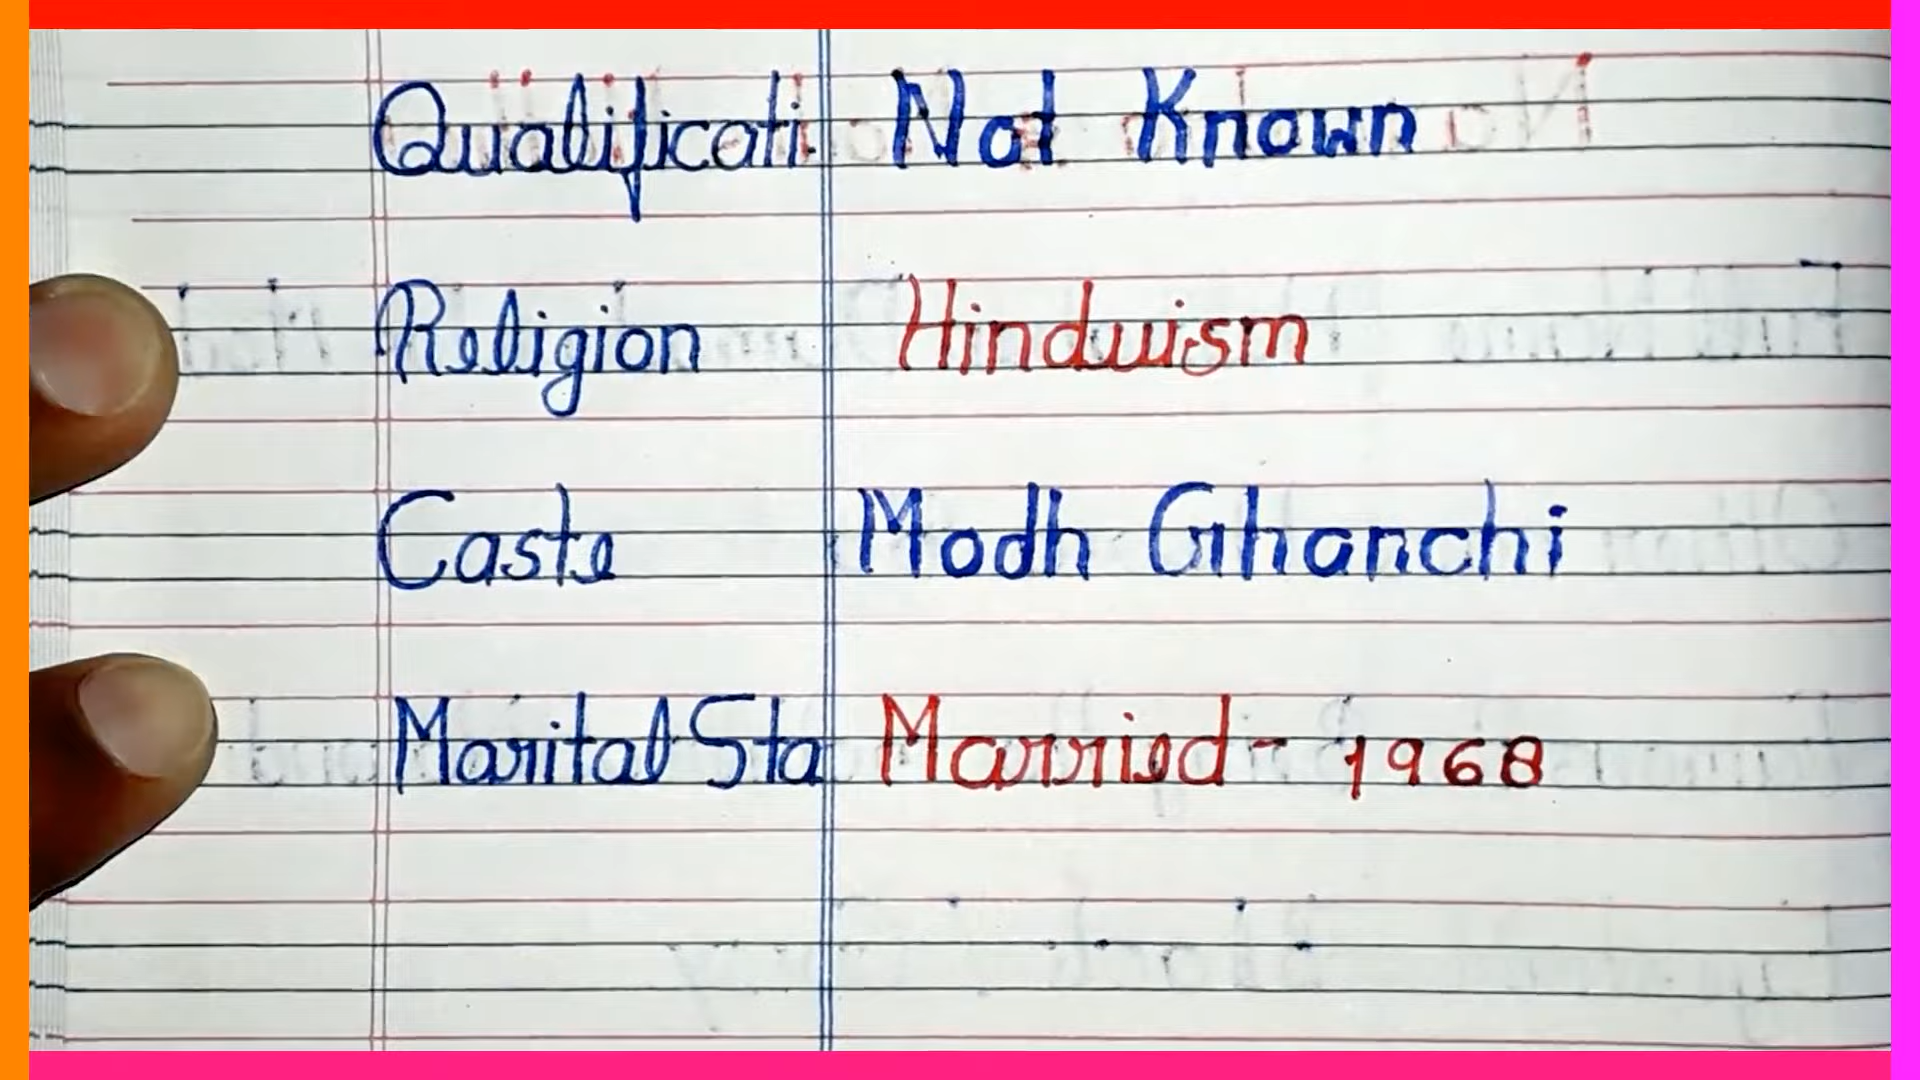 Qualificati Not Known
Religion Hinduism
Caste Modh Ghanchi
Marital Sta Married - 1968